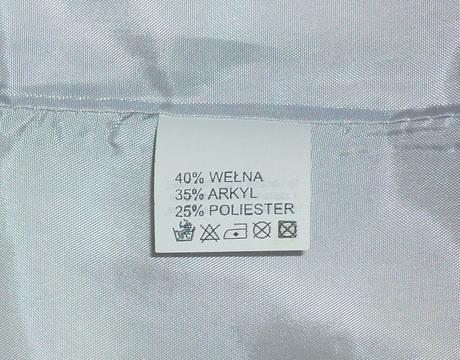 40% WEŁNA
35% ARKYL
25% POLIESTER